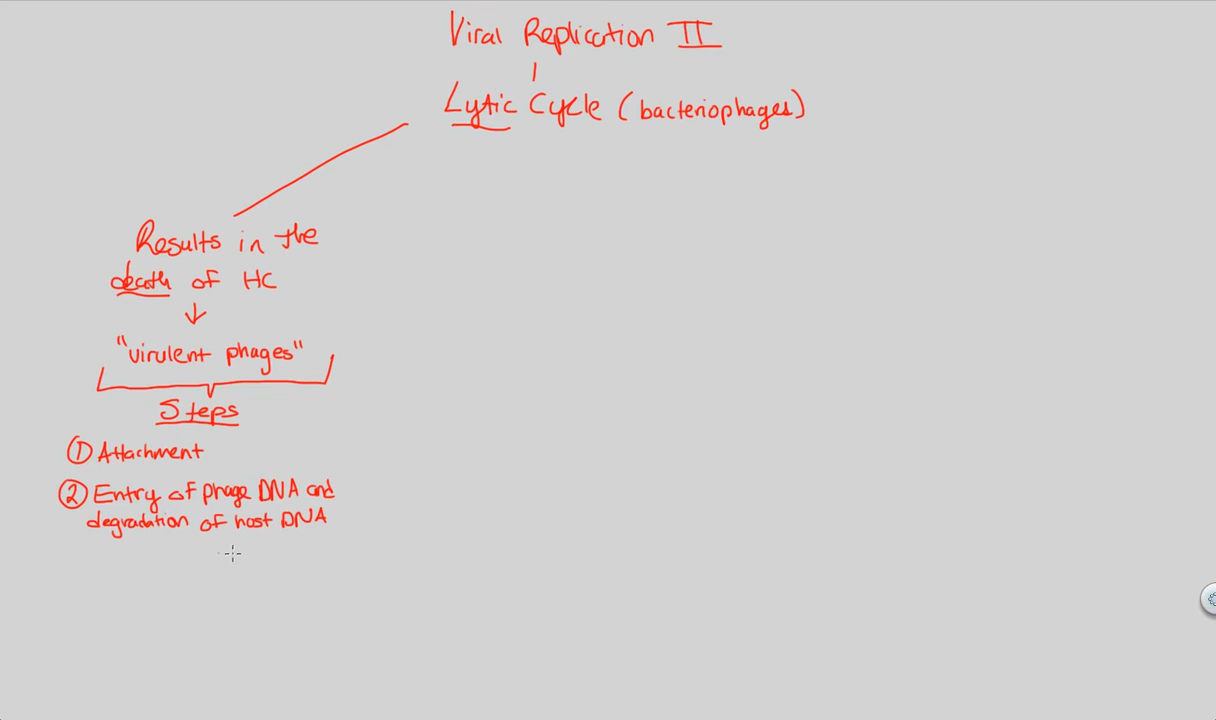 Viral Replication II
Lytic Cycle (bacteriophages)
Results in the
death of HC
"virulent phages"
Steps
① Attachment
② Entry of phage DNA and
degradation of host DNA